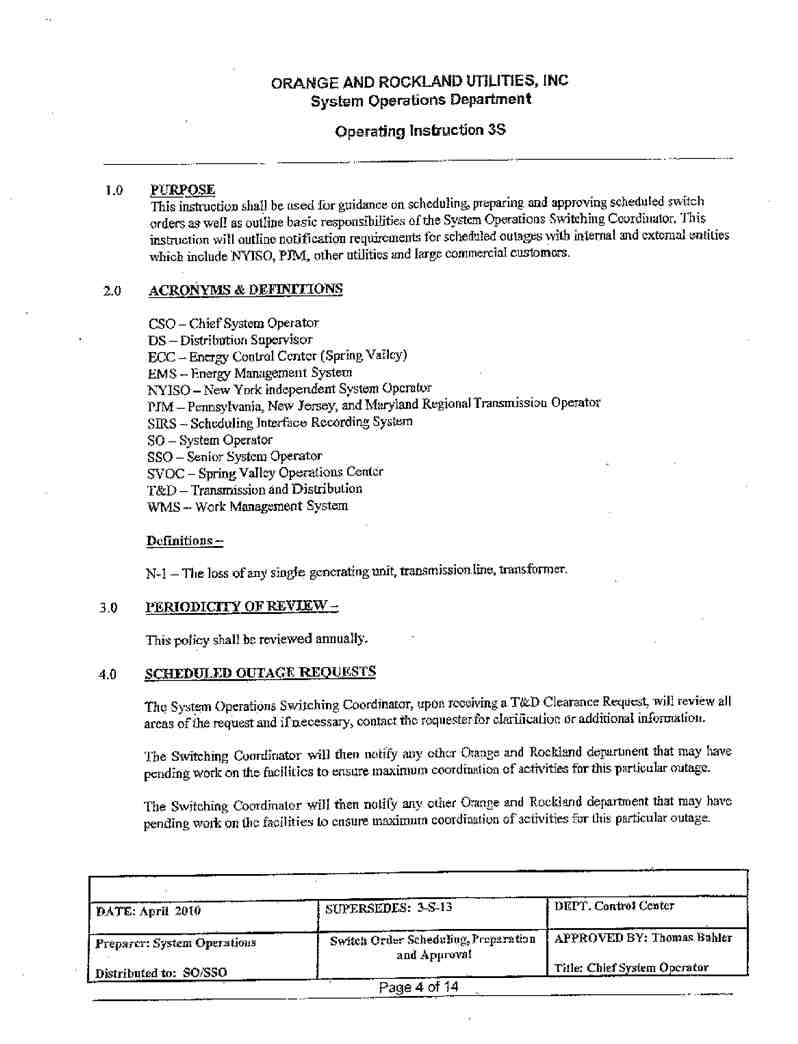 ORANGE AND ROCKLAND UTILITIES, INC
System Operations Department
Operating Instruction 3S
1.0 PURPOSE
This instruction shall be used for guidance on scheduling, preparing and approving scheduled switch
orders as well as outline basic responsibilities of the System Operations Switching Coordinator. This
instruction will outline notification requirements for scheduled outages with internal and external entities
which include NYISO, PJM, other utilities and large commercial customers.
2.0 ACRONYMS & DEFINITIONS
CSO – Chief System Operator
DS – Distribution Supervisor
ECC – Energy Control Center (Spring Valley)
EMS – Energy Management System
NYISO – New York independent System Operator
PJM – Pennsylvania, New Jersey, and Maryland Regional Transmission Operator
SIRS – Scheduling Interface Recording System
SO – System Operator
SSO – Senior System Operator
SVOC – Spring Valley Operations Center
T&D – Transmission and Distribution
WMS – Work Management System
Definitions –
N-1 – The loss of any single generating unit, transmission line, transformer.
3.0 PERIODICITY OF REVIEW –
This policy shall be reviewed annually.
4.0 SCHEDULED OUTAGE REQUESTS
The System Operations Switching Coordinator, upon receiving a T&D Clearance Request, will review all
areas of the request and if necessary, contact the requester for clarification or additional information.
The Switching Coordinator will then notify any other Orange and Rockland department that may have
pending work on the facilities to ensure maximum coordination of activities for this particular outage.
The Switching Coordinator will then notify any other Orange and Rockland department that may have
pending work on the facilities to ensure maximum coordination of activities for this particular outage.
DATE: April 2010 SUPERSEDES: 3-S-13 DEPT. Control Center
Preparer: System Operations Switch Order Scheduling, Preparation APPROVED BY: Thomas Buhler
and Approval
Distributed to: SO/SSO Title: Chief System Operator
Page 4 of 14